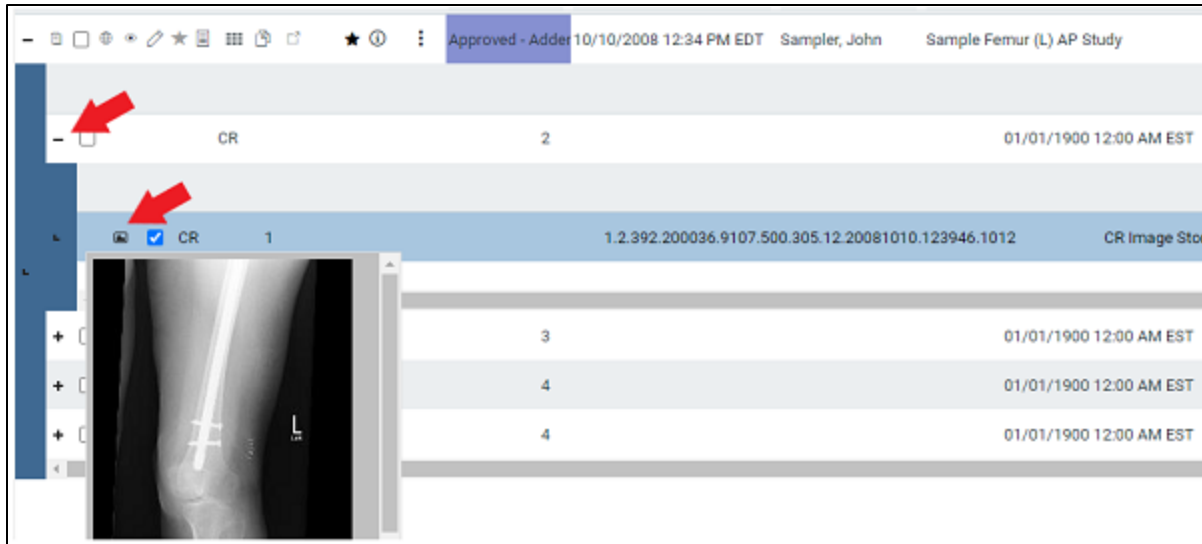 Approved - Adder 10/10/2008 12:34 PM EDT Sampler, John Sample Femur (L) AP Study
CR 2 01/01/1900 12:00 AM EST
CR 1 1.2.392.200036.9107.500.305.12.20081010.123946.1012 CR Image Stor
3 01/01/1900 12:00 AM EST
4 01/01/1900 12:00 AM EST
L
4 01/01/1900 12:00 AM EST